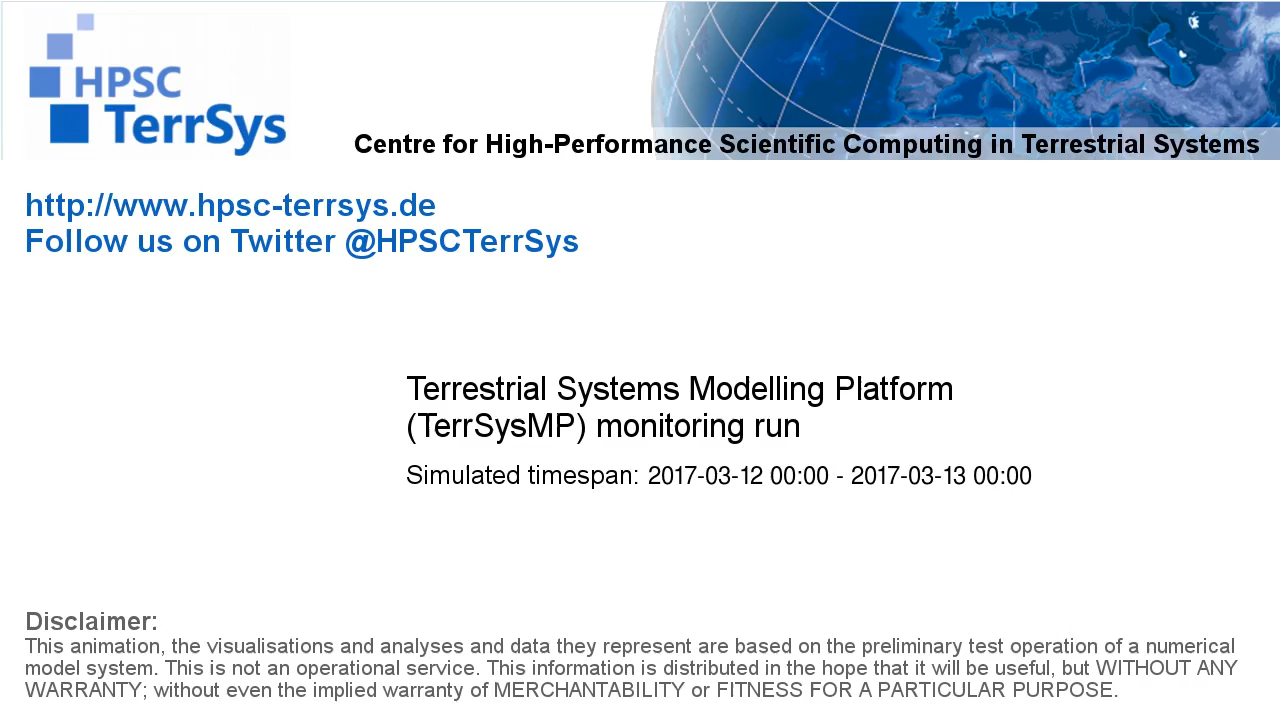 HPSC
TerrSys
Centre for High-Performance Scientific Computing in Terrestrial Systems
http://www.hpsc-terrsys.de
Follow us on Twitter @HPSCTerrSys
Terrestrial Systems Modelling Platform
(TerrSysMP) monitoring run
Simulated timespan: 2017-03-12 00:00 - 2017-03-13 00:00
Disclaimer:
This animation, the visualisations and analyses and data they represent are based on the preliminary test operation of a numerical
model system. This is not an operational service. This information is distributed in the hope that it will be useful, but WITHOUT ANY
WARRANTY; without even the implied warranty of MERCHANTABILITY or FITNESS FOR A PARTICULAR PURPOSE.